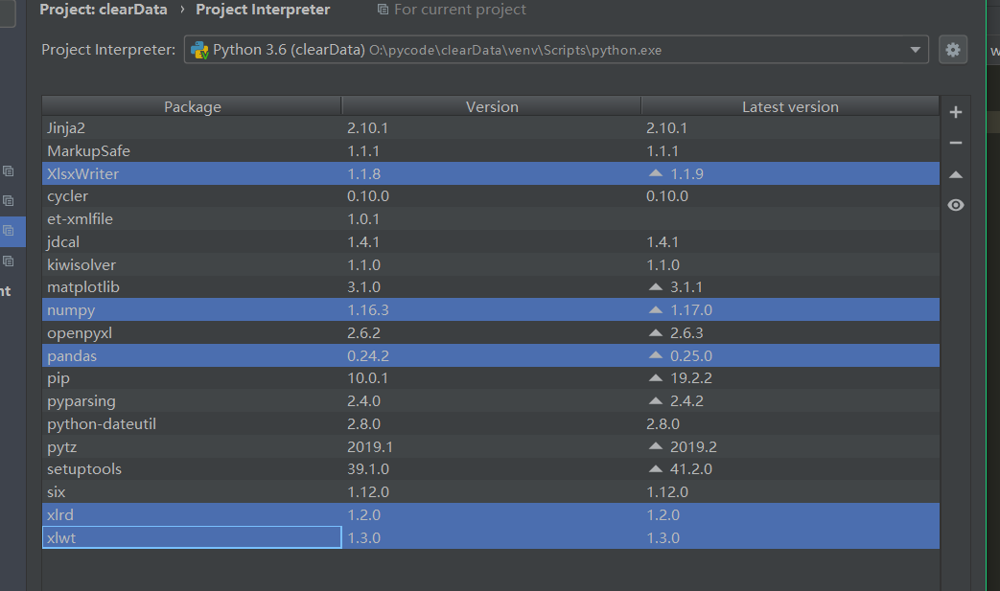 Project: clearData › Project Interpreter For current project
Project Interpreter: Python 3.6 (clearData) O:\pycode\clearData\venv\Scripts\python.exe
Package Version Latest version
Jinja2 2.10.1 2.10.1
MarkupSafe 1.1.1 1.1.1
XlsxWriter 1.1.8 1.1.9
cycler 0.10.0 0.10.0
et-xmlfile 1.0.1
jdcal 1.4.1 1.4.1
kiwisolver 1.1.0 1.1.0
matplotlib 3.1.0 3.1.1
numpy 1.16.3 1.17.0
openpyxl 2.6.2 2.6.3
pandas 0.24.2 0.25.0
pip 10.0.1 19.2.2
pyparsing 2.4.0 2.4.2
python-dateutil 2.8.0 2.8.0
pytz 2019.1 2019.2
setuptools 39.1.0 41.2.0
six 1.12.0 1.12.0
xlrd 1.2.0 1.2.0
xlwt 1.3.0 1.3.0